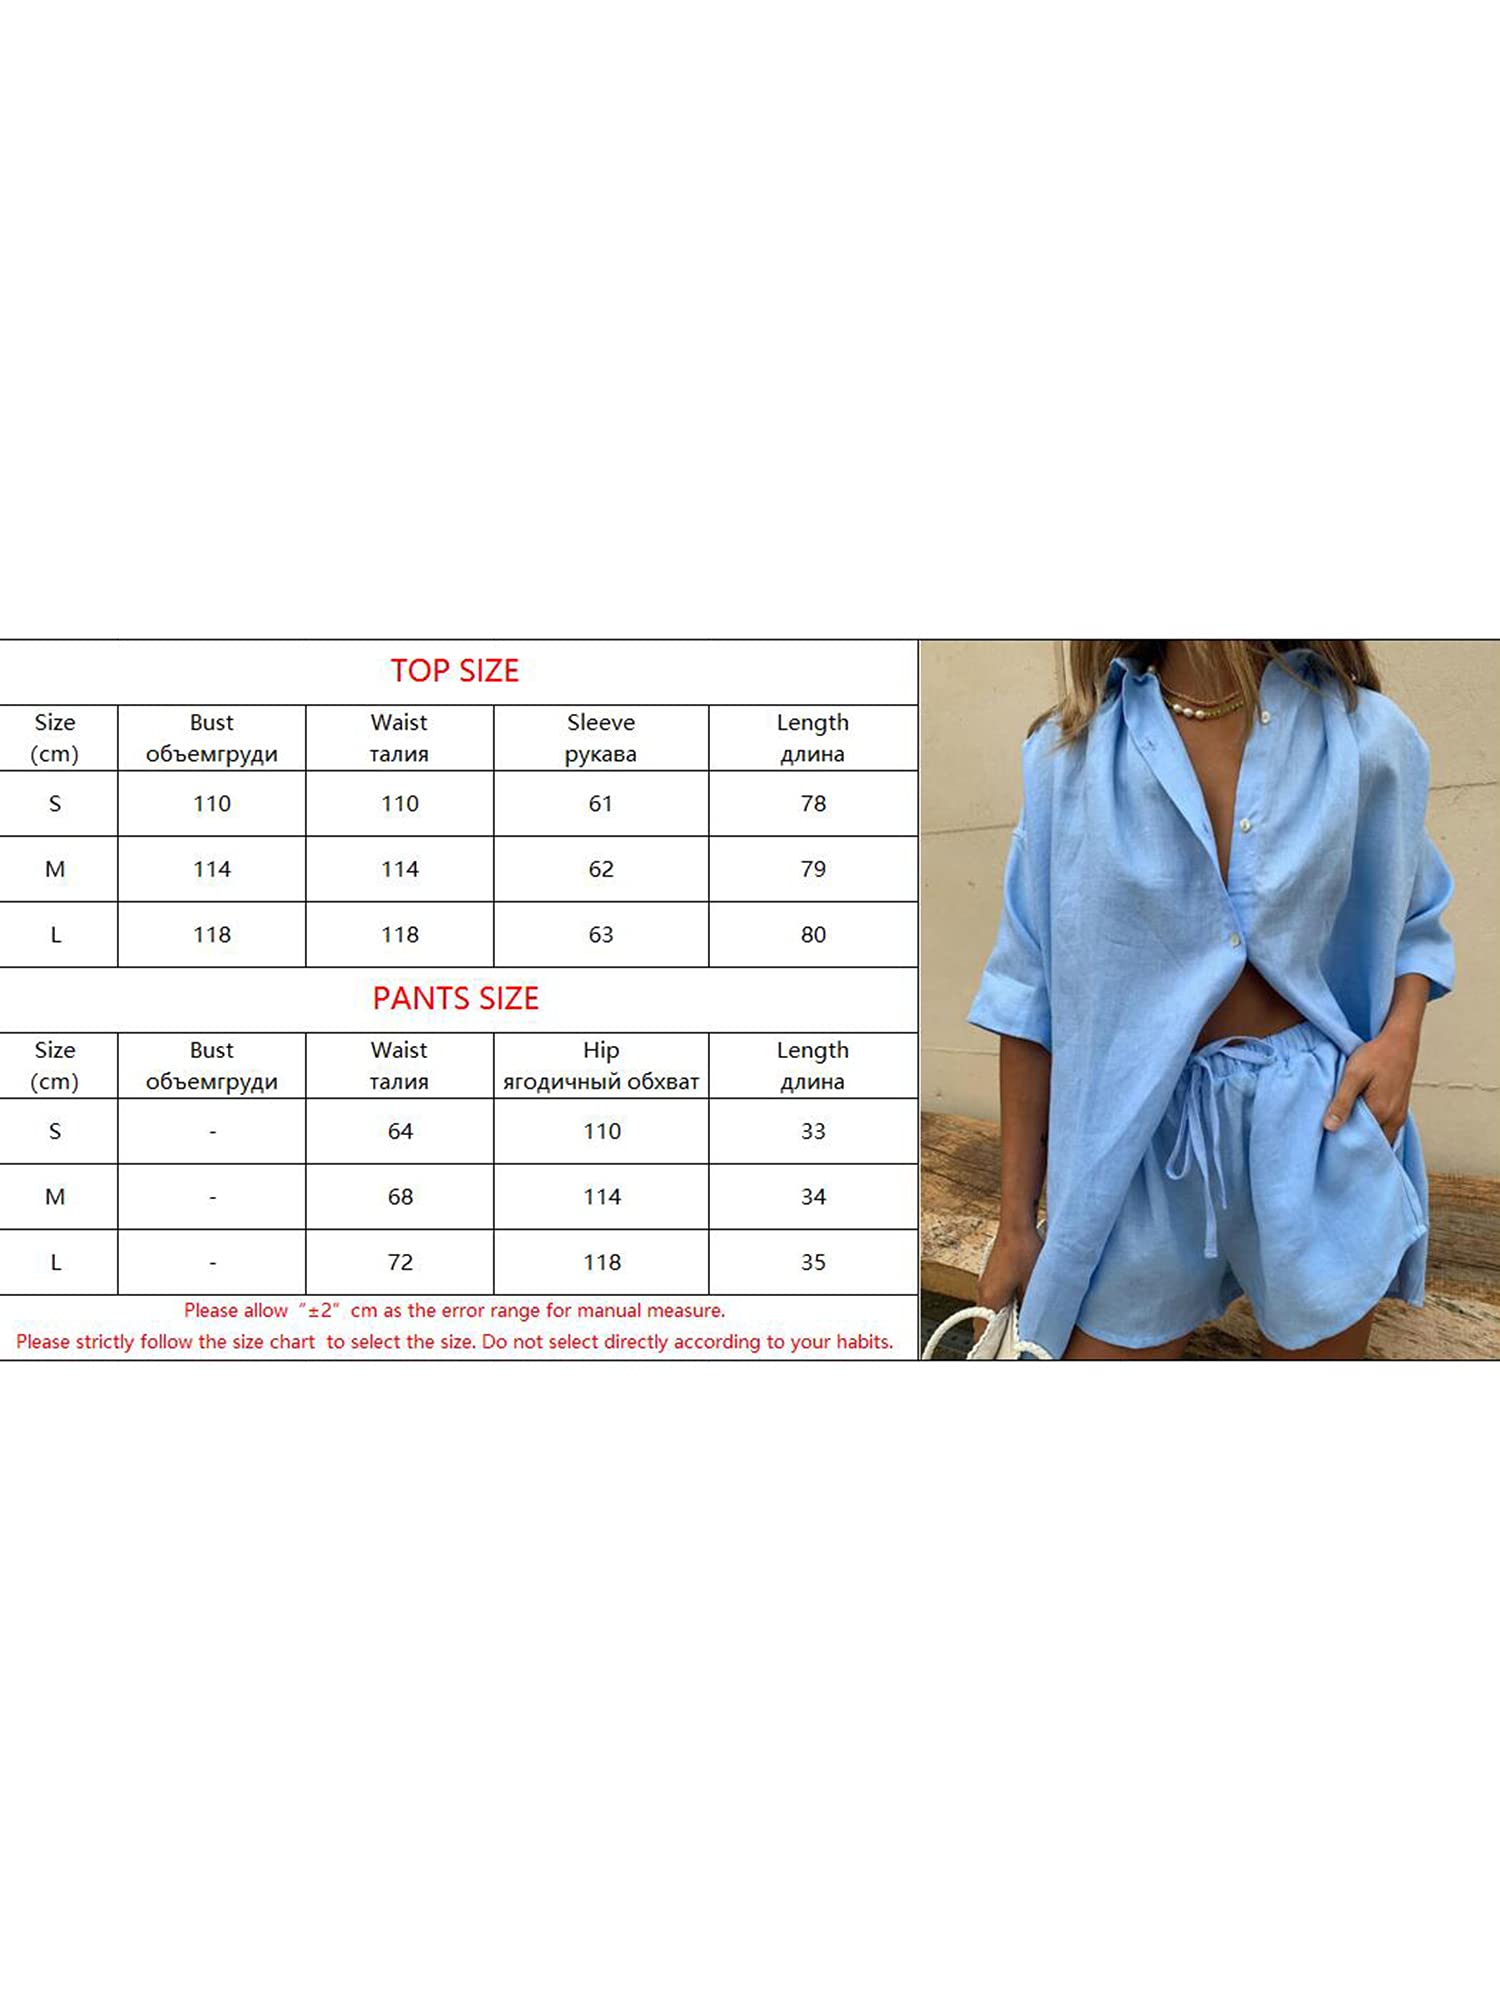 TOP SIZE
Size Bust Waist Sleeve Length
(cm) объемгруди талия рукава длина
S 110 110 61 78
M 114 114 62 79
L 118 118 63 80
PANTS SIZE
Size Bust Waist Hip Length
(cm) объемгруди талия ягодичный обхват длина
S - 64 110 33
M - 68 114 34
L - 72 118 35
Please allow “±2” cm as the error range for manual measure.
Please strictly follow the size chart to select the size. Do not select directly according to your habits.